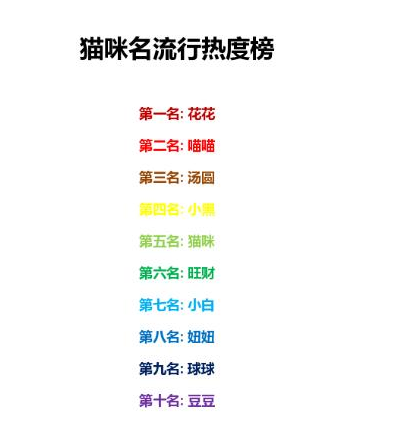 猫咪名流行热度榜
第一名: 花花
第二名: 喵喵
第三名: 汤圆
第四名: 小黑
第五名: 猫咪
第六名: 旺财
第七名: 小白
第八名: 妞妞
第九名: 球球
第十名: 豆豆